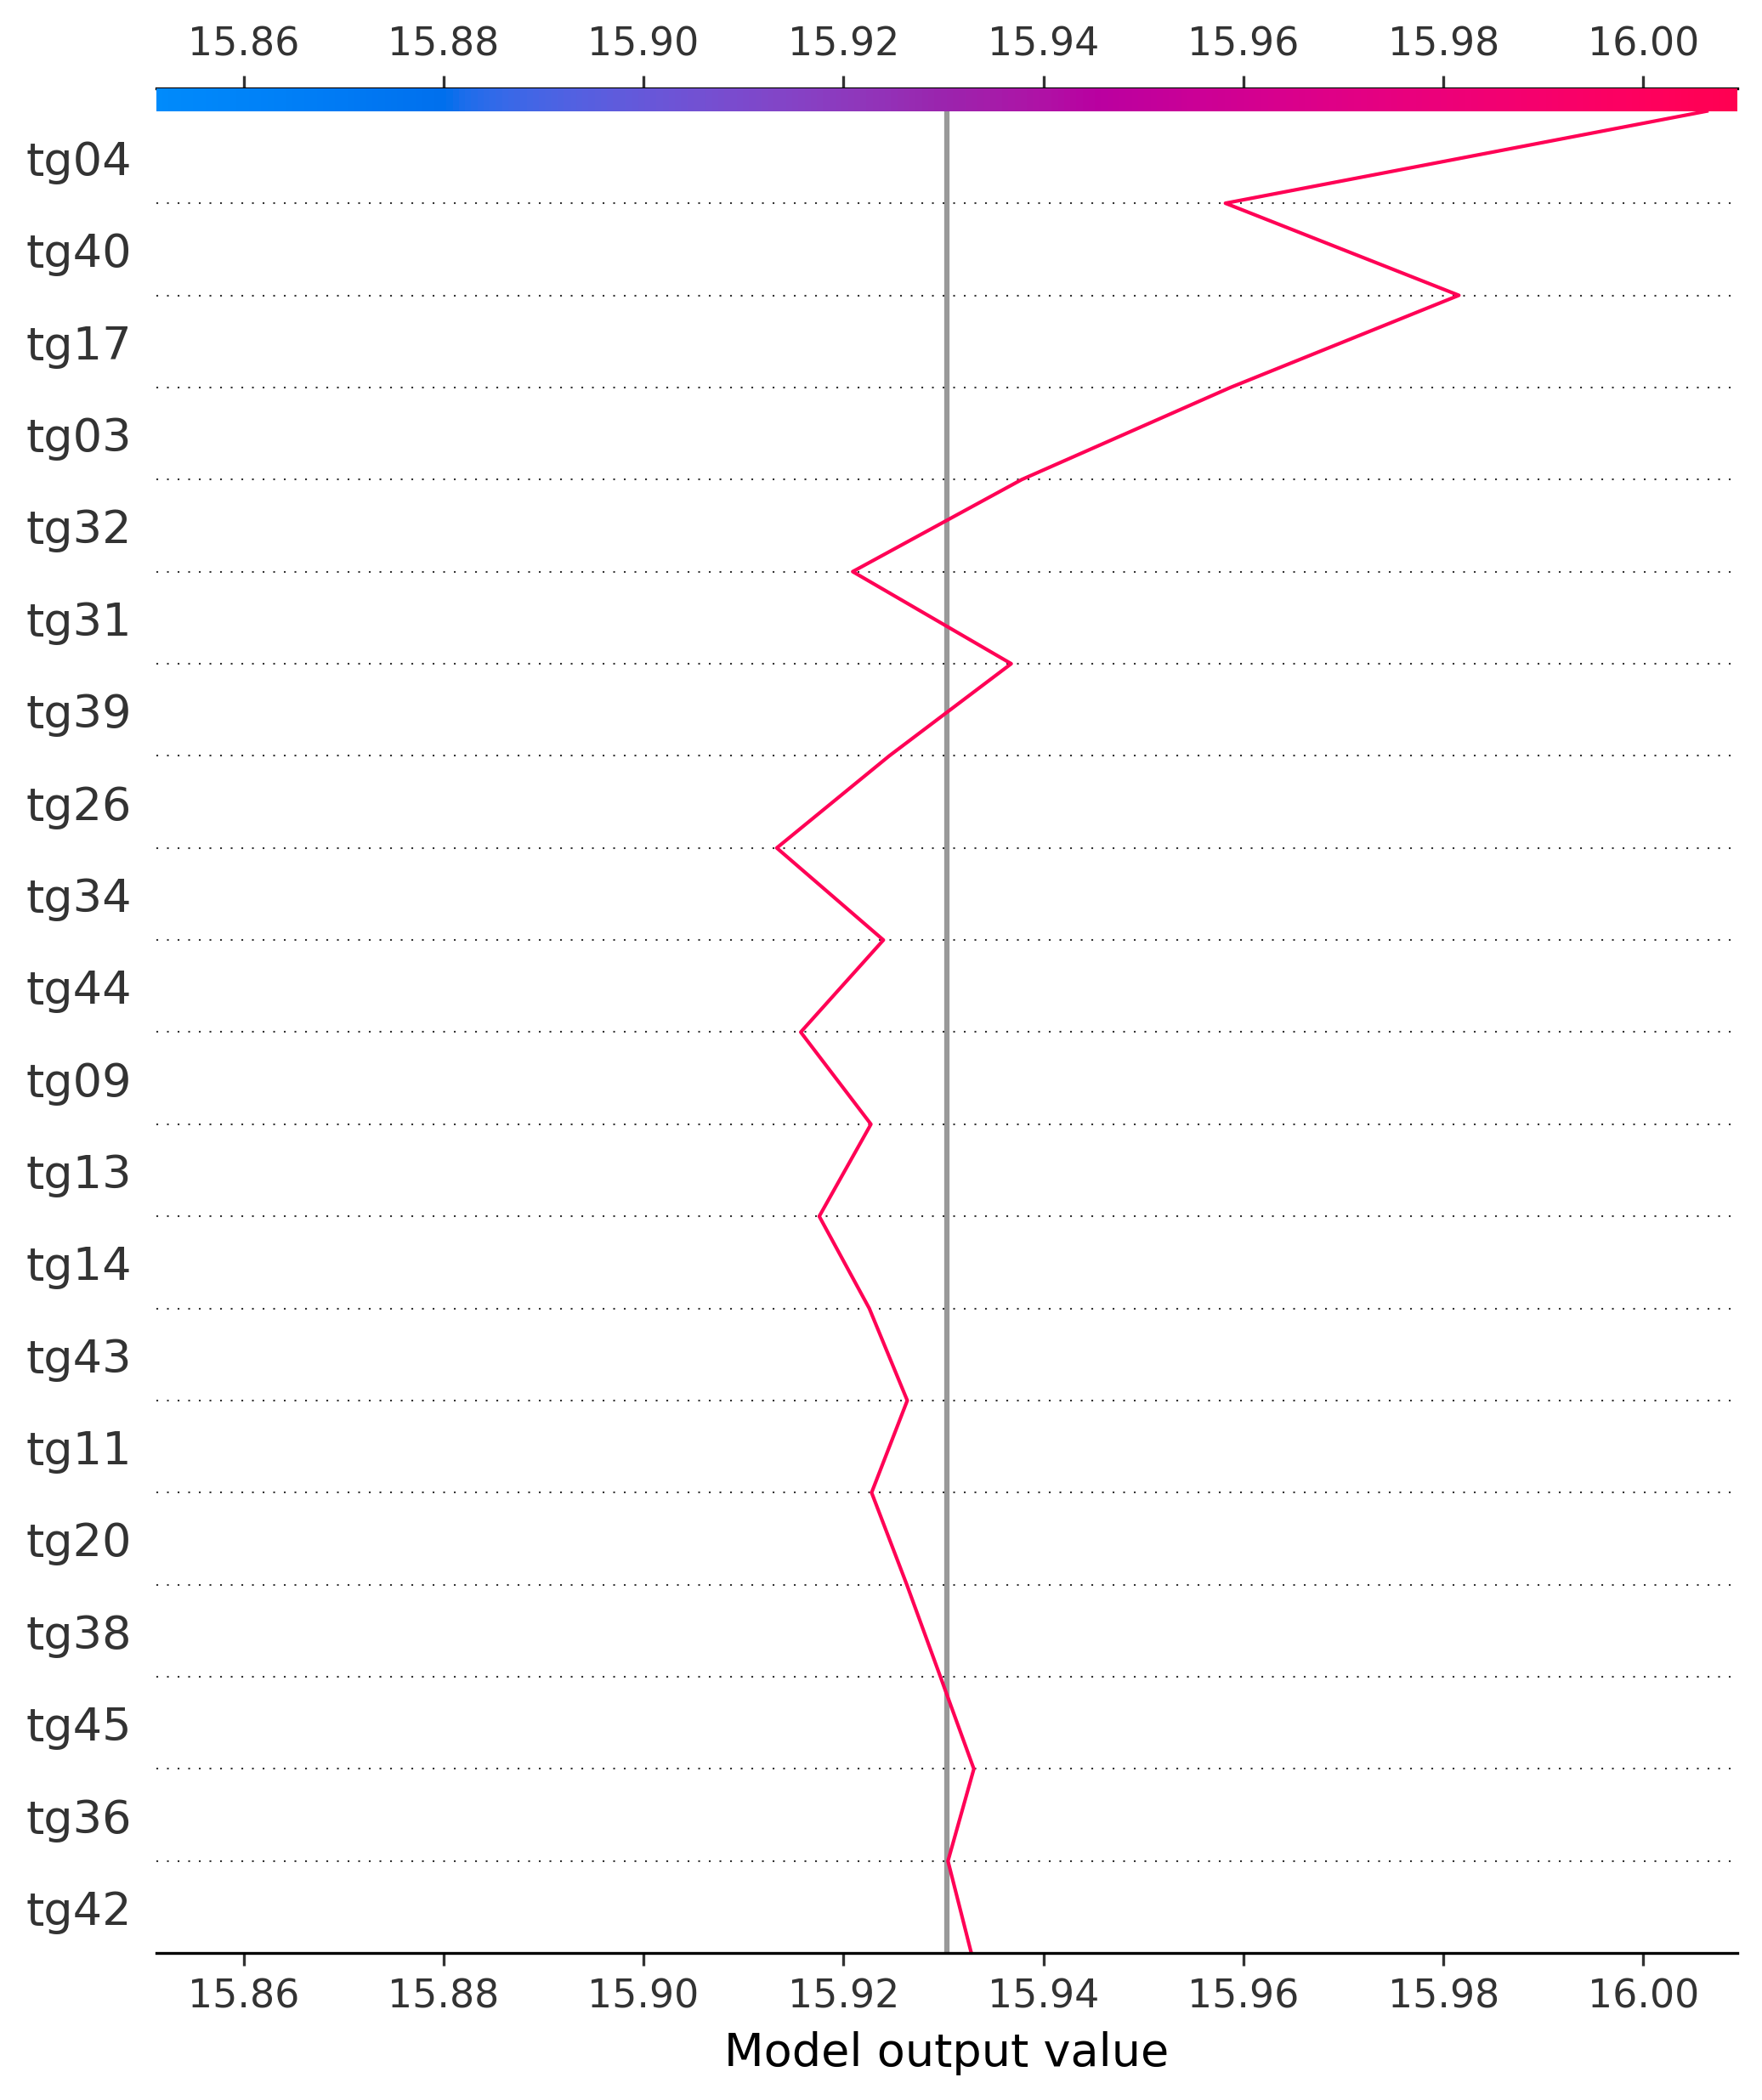 15.86 15.88 15.90 15.92 15.94 15.96 15.98 16.00
tg04
tg40
tg17
tg03
tg32
tg31
tg39
tg26
tg34
tg44
tg09
tg13
tg14
tg43
tg11
tg20
tg38
tg45
tg36
tg42
15.86 15.88 15.90 15.92 15.94 15.96 15.98 16.00
Model output value